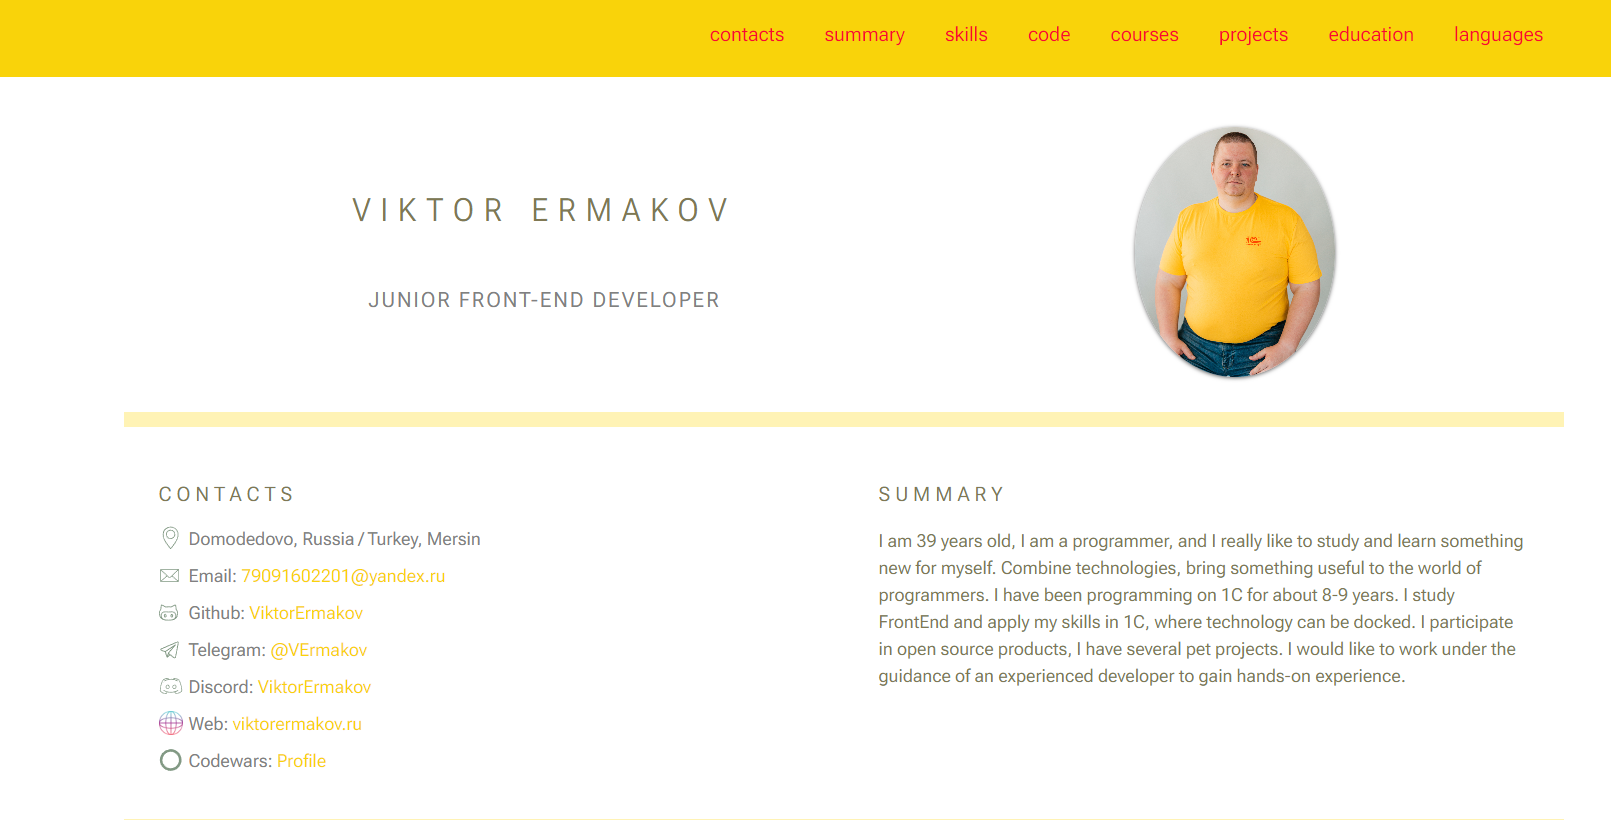 contacts summary skills code courses projects education languages
VIKTOR ERMAKOV
JUNIOR FRONT-END DEVELOPER
CONTACTS
Domodedovo, Russia / Turkey, Mersin
Email: 79091602201@yandex.ru
Github: ViktorErmakov
Telegram: @VErmakov
Discord: ViktorErmakov
Web: viktorermakov.ru
Codewars: Profile
SUMMARY
I am 39 years old, I am a programmer, and I really like to study and learn something
new for myself. Combine technologies, bring something useful to the world of
programmers. I have been programming on 1C for about 8-9 years. I study
FrontEnd and apply my skills in 1C, where technology can be docked. I participate
in open source products, I have several pet projects. I would like to work under the
guidance of an experienced developer to gain hands-on experience.